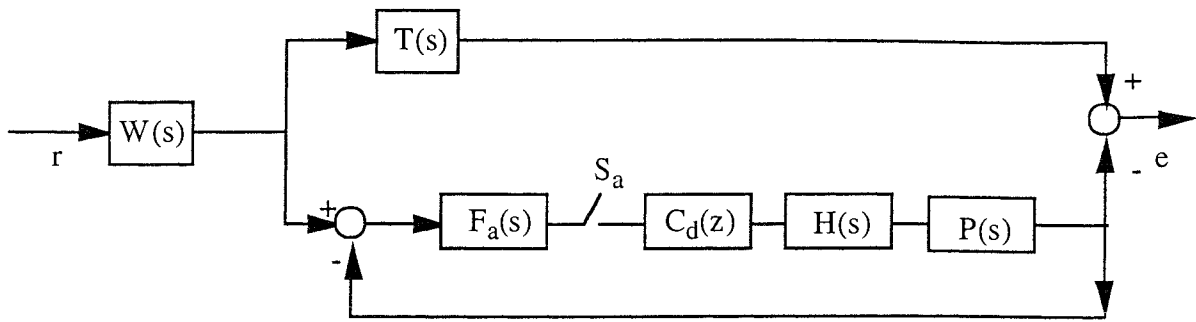 T(s)
+
W(s)
r
e
-
S_a
+
F_a(s)
C_d(z)
H(s)
P(s)
-